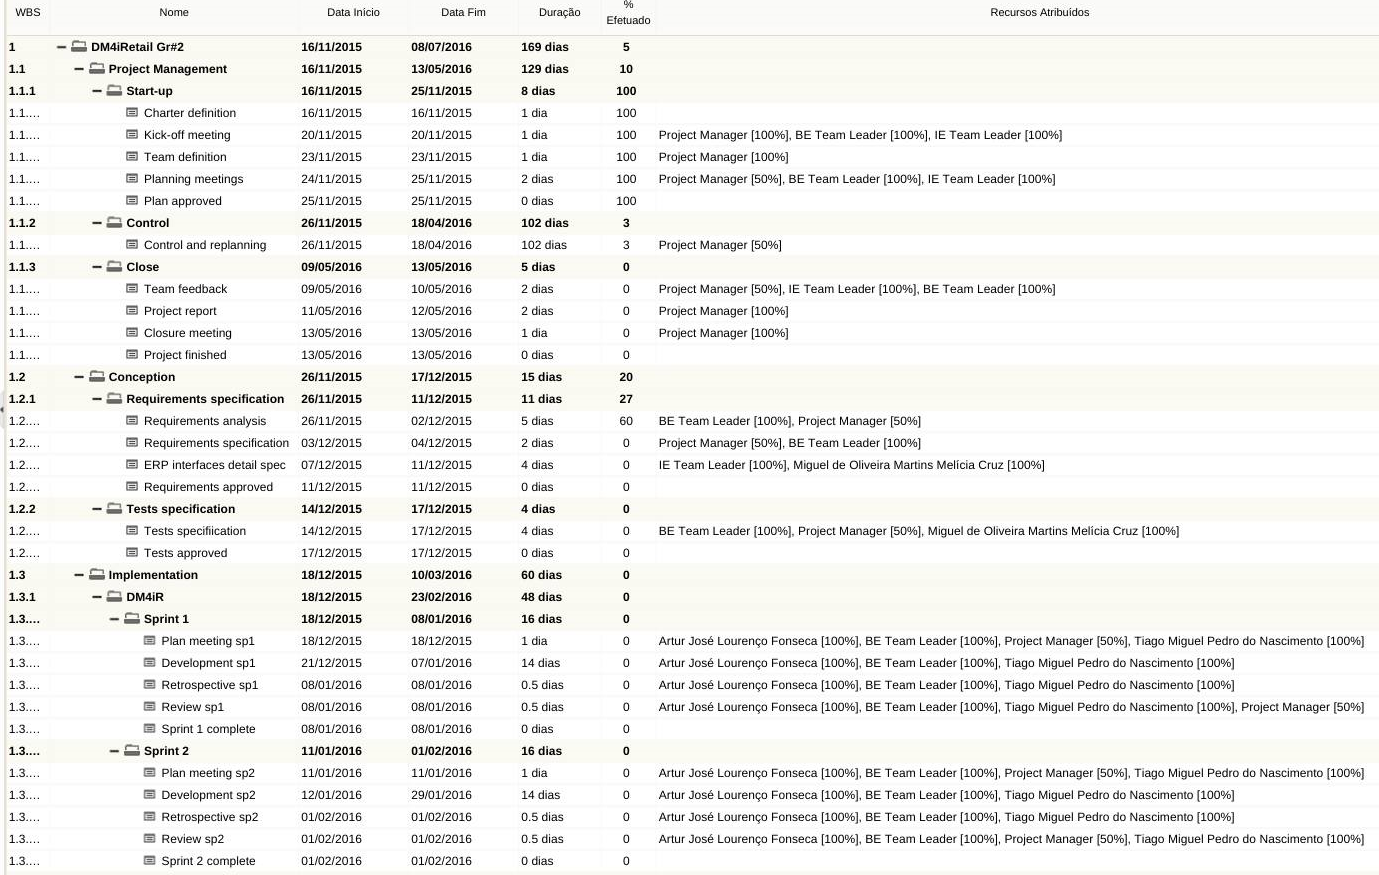 WBS Nome Data Início Data Fim Duração % Efetuado Recursos Atribuídos
1 DM4iRetail Gr#2 16/11/2015 08/07/2016 169 dias 5
1.1 Project Management 16/11/2015 13/05/2016 129 dias 10
1.1.1 Start-up 16/11/2015 25/11/2015 8 dias 100
1.1.... Charter definition 16/11/2015 16/11/2015 1 dia 100
1.1.... Kick-off meeting 20/11/2015 20/11/2015 1 dia 100 Project Manager [100%], BE Team Leader [100%], IE Team Leader [100%]
1.1.... Team definition 23/11/2015 23/11/2015 1 dia 100 Project Manager [100%]
1.1.... Planning meetings 24/11/2015 25/11/2015 2 dias 100 Project Manager [50%], BE Team Leader [100%], IE Team Leader [100%]
1.1.... Plan approved 25/11/2015 25/11/2015 0 dias 100
1.1.2 Control 26/11/2015 18/04/2016 102 dias 3
1.1.... Control and replanning 26/11/2015 18/04/2016 102 dias 3 Project Manager [50%]
1.1.3 Close 09/05/2016 13/05/2016 5 dias 0
1.1.... Team feedback 09/05/2016 10/05/2016 2 dias 0 Project Manager [50%], IE Team Leader [100%], BE Team Leader [100%]
1.1.... Project report 11/05/2016 12/05/2016 2 dias 0 Project Manager [100%]
1.1.... Closure meeting 13/05/2016 13/05/2016 1 dia 0 Project Manager [100%]
1.1.... Project finished 13/05/2016 13/05/2016 0 dias 0
1.2 Conception 26/11/2015 17/12/2015 15 dias 20
1.2.1 Requirements specification 26/11/2015 11/12/2015 11 dias 27
1.2.... Requirements analysis 26/11/2015 02/12/2015 5 dias 60 BE Team Leader [100%], Project Manager [50%]
1.2.... Requirements specification 03/12/2015 04/12/2015 2 dias 0 Project Manager [50%], BE Team Leader [100%]
1.2.... ERP interfaces detail spec 07/12/2015 11/12/2015 4 dias 0 IE Team Leader [100%], Miguel de Oliveira Martins Melícia Cruz [100%]
1.2.... Requirements approved 11/12/2015 11/12/2015 0 dias 0
1.2.2 Tests specification 14/12/2015 17/12/2015 4 dias 0
1.2.... Tests specifiication 14/12/2015 17/12/2015 4 dias 0 BE Team Leader [100%], Project Manager [50%], Miguel de Oliveira Martins Melícia Cruz [100%]
1.2.... Tests approved 17/12/2015 17/12/2015 0 dias 0
1.3 Implementation 18/12/2015 10/03/2016 60 dias 0
1.3.1 DM4iR 18/12/2015 23/02/2016 48 dias 0
1.3.... Sprint 1 18/12/2015 08/01/2016 16 dias 0
1.3.... Plan meeting sp1 18/12/2015 18/12/2015 1 dia 0 Artur José Lourenço Fonseca [100%], BE Team Leader [100%], Project Manager [50%], Tiago Miguel Pedro do Nascimento [100%]
1.3.... Development sp1 21/12/2015 07/01/2016 14 dias 0 Artur José Lourenço Fonseca [100%], BE Team Leader [100%], Tiago Miguel Pedro do Nascimento [100%]
1.3.... Retrospective sp1 08/01/2016 08/01/2016 0.5 dias 0 Artur José Lourenço Fonseca [100%], BE Team Leader [100%], Tiago Miguel Pedro do Nascimento [100%]
1.3.... Review sp1 08/01/2016 08/01/2016 0.5 dias 0 Artur José Lourenço Fonseca [100%], BE Team Leader [100%], Tiago Miguel Pedro do Nascimento [100%], Project Manager [50%]
1.3.... Sprint 1 complete 08/01/2016 08/01/2016 0 dias 0
1.3.... Sprint 2 11/01/2016 01/02/2016 16 dias 0
1.3.... Plan meeting sp2 11/01/2016 11/01/2016 1 dia 0 Artur José Lourenço Fonseca [100%], BE Team Leader [100%], Project Manager [50%], Tiago Miguel Pedro do Nascimento [100%]
1.3.... Development sp2 12/01/2016 29/01/2016 14 dias 0 Artur José Lourenço Fonseca [100%], BE Team Leader [100%], Tiago Miguel Pedro do Nascimento [100%]
1.3.... Retrospective sp2 01/02/2016 01/02/2016 0.5 dias 0 Artur José Lourenço Fonseca [100%], BE Team Leader [100%], Tiago Miguel Pedro do Nascimento [100%]
1.3.... Review sp2 01/02/2016 01/02/2016 0.5 dias 0 Artur José Lourenço Fonseca [100%], BE Team Leader [100%], Project Manager [50%], Tiago Miguel Pedro do Nascimento [100%]
1.3.... Sprint 2 complete 01/02/2016 01/02/2016 0 dias 0